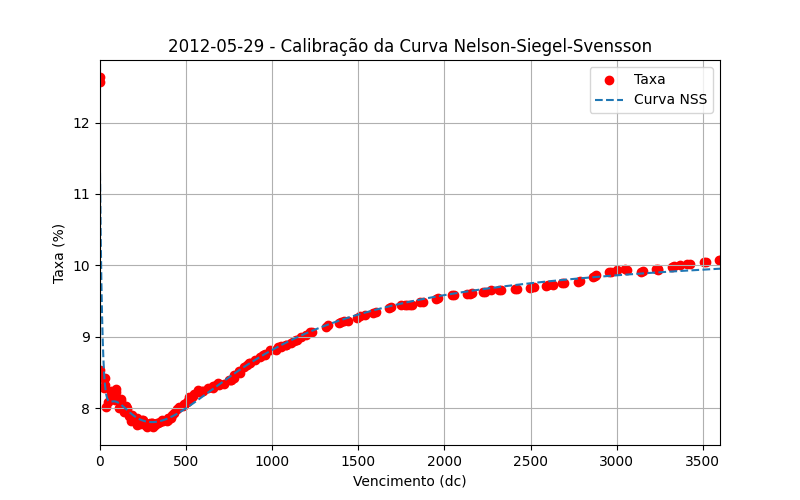 2012-05-29 - Calibração da Curva Nelson-Siegel-Svensson
Taxa
Curva NSS
Taxa (%)
12
11
10
9
8
0 500 1000 1500 2000 2500 3000 3500
Vencimento (dc)